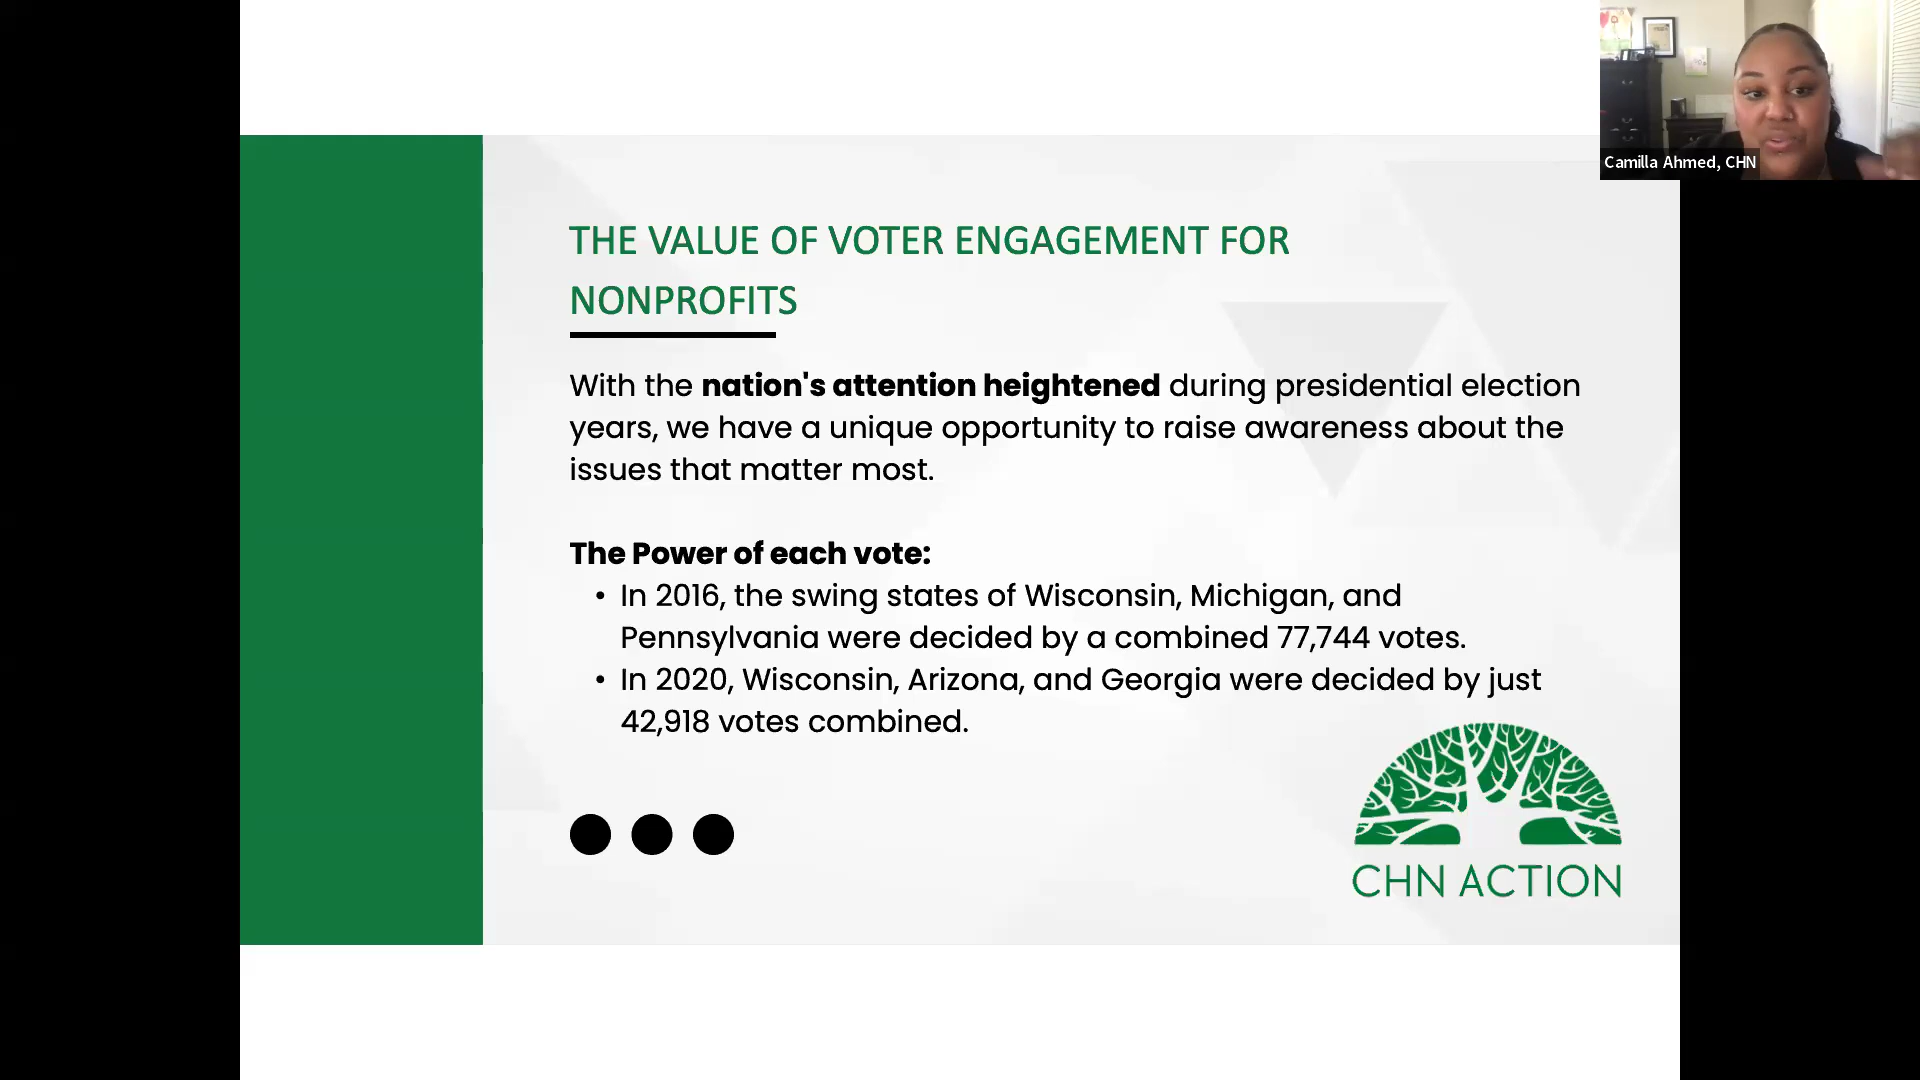 Camilla Ahmed, CHN
THE VALUE OF VOTER ENGAGEMENT FOR
NONPROFITS
With the nation's attention heightened during presidential election
years, we have a unique opportunity to raise awareness about the
issues that matter most.
The Power of each vote:
• In 2016, the swing states of Wisconsin, Michigan, and
Pennsylvania were decided by a combined 77,744 votes.
• In 2020, Wisconsin, Arizona, and Georgia were decided by just
42,918 votes combined.
CHN ACTION